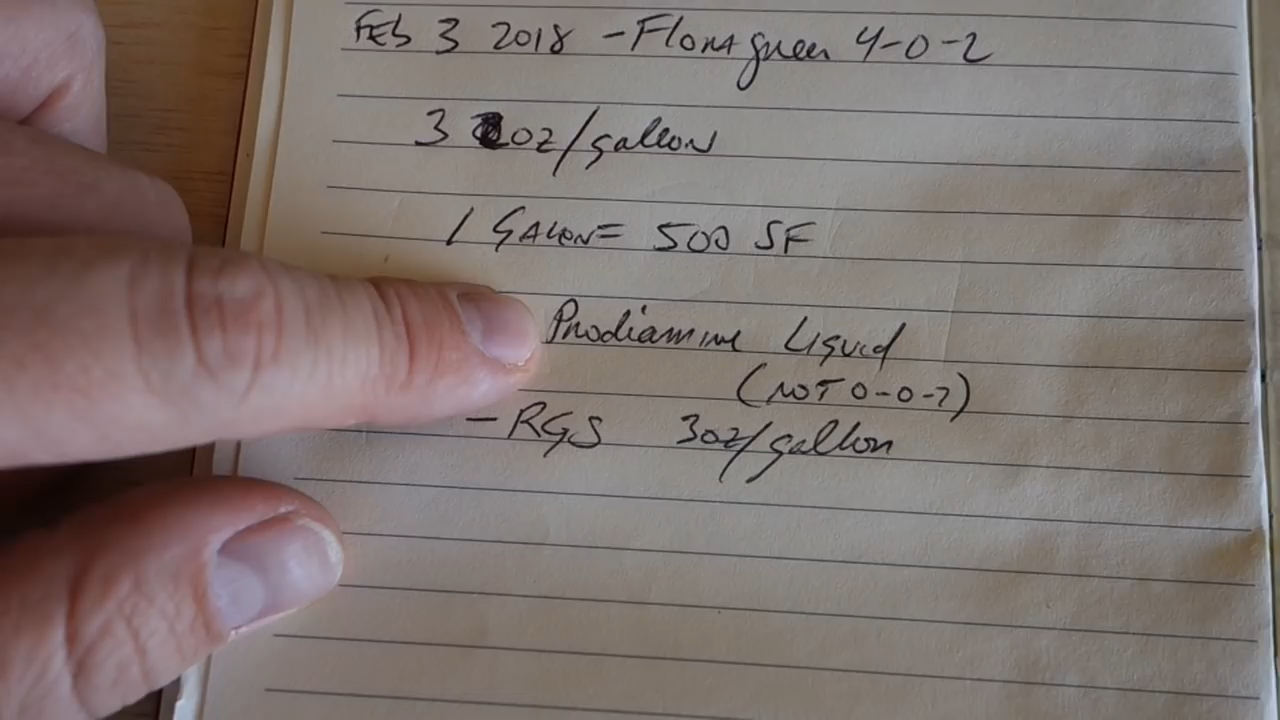 FEB 3 2018 - Floragreen 4-0-2
3 oz/gallon
1 GALLON = 500 SF
Prodiamine Liquid
(NOT 0-0-7)
- RGS 3oz/gallon